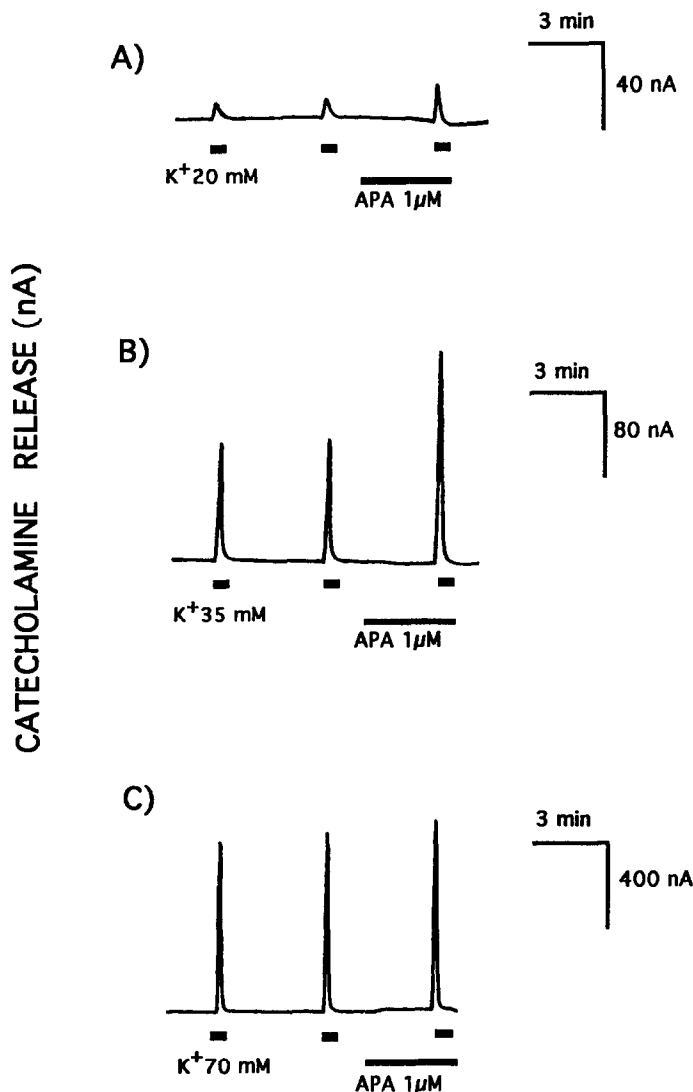 3 min
A)
40 nA
K+20 mM
APA 1µM
CATECHOLAMINE RELEASE (nA)
B)
3 min
80 nA
K+35 mM
APA 1µM
C)
3 min
400 nA
K+70 mM
APA 1µM